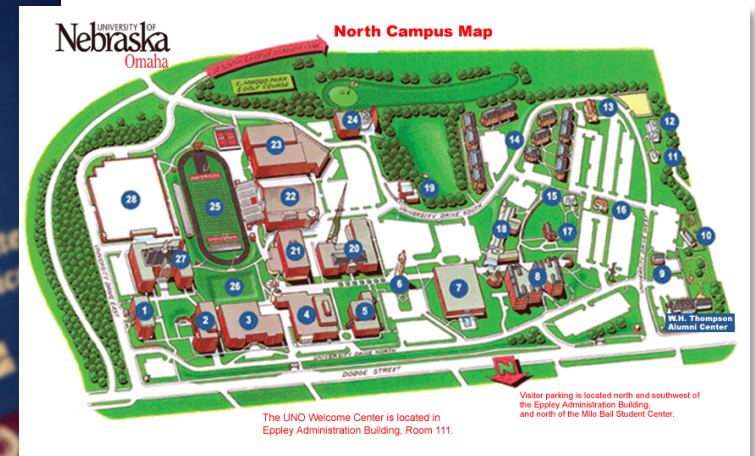 UNIVERSITY OF
Nebraska
Omaha
North Campus Map
ELMWOOD PARK
& GOLF COURSE
24
23
13
12
14
11
28
25
22
19
UNIVERSITY DRIVE SOUTH
15
16
18
17
27
21
20
10
26
6
7
8
9
1
2
3
4
5
W.H. Thompson
Alumni Center
UNIVERSITY DRIVE EAST
UNIVERSITY DRIVE NORTH
DODGE STREET
N
MAVERICKS
Visitor parking is located north and southwest of
the Eppley Administration Building,
and north of the Milo Bail Student Center.
The UNO Welcome Center is located in
Eppley Administration Building, Room 111.